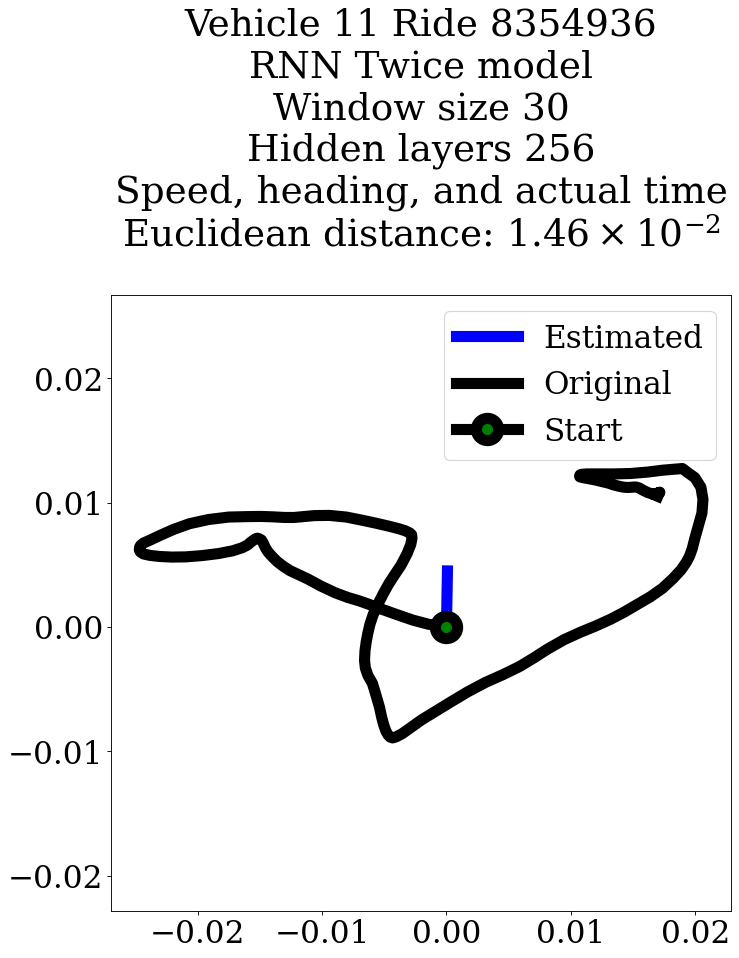 Vehicle 11 Ride 8354936
RNN Twice model
Window size 30
Hidden layers 256
Speed, heading, and actual time
Euclidean distance: 1.46 × 10⁻²
Estimated
Original
Start
0.02
0.01
0.00
−0.01
−0.02
−0.02 −0.01 0.00 0.01 0.02